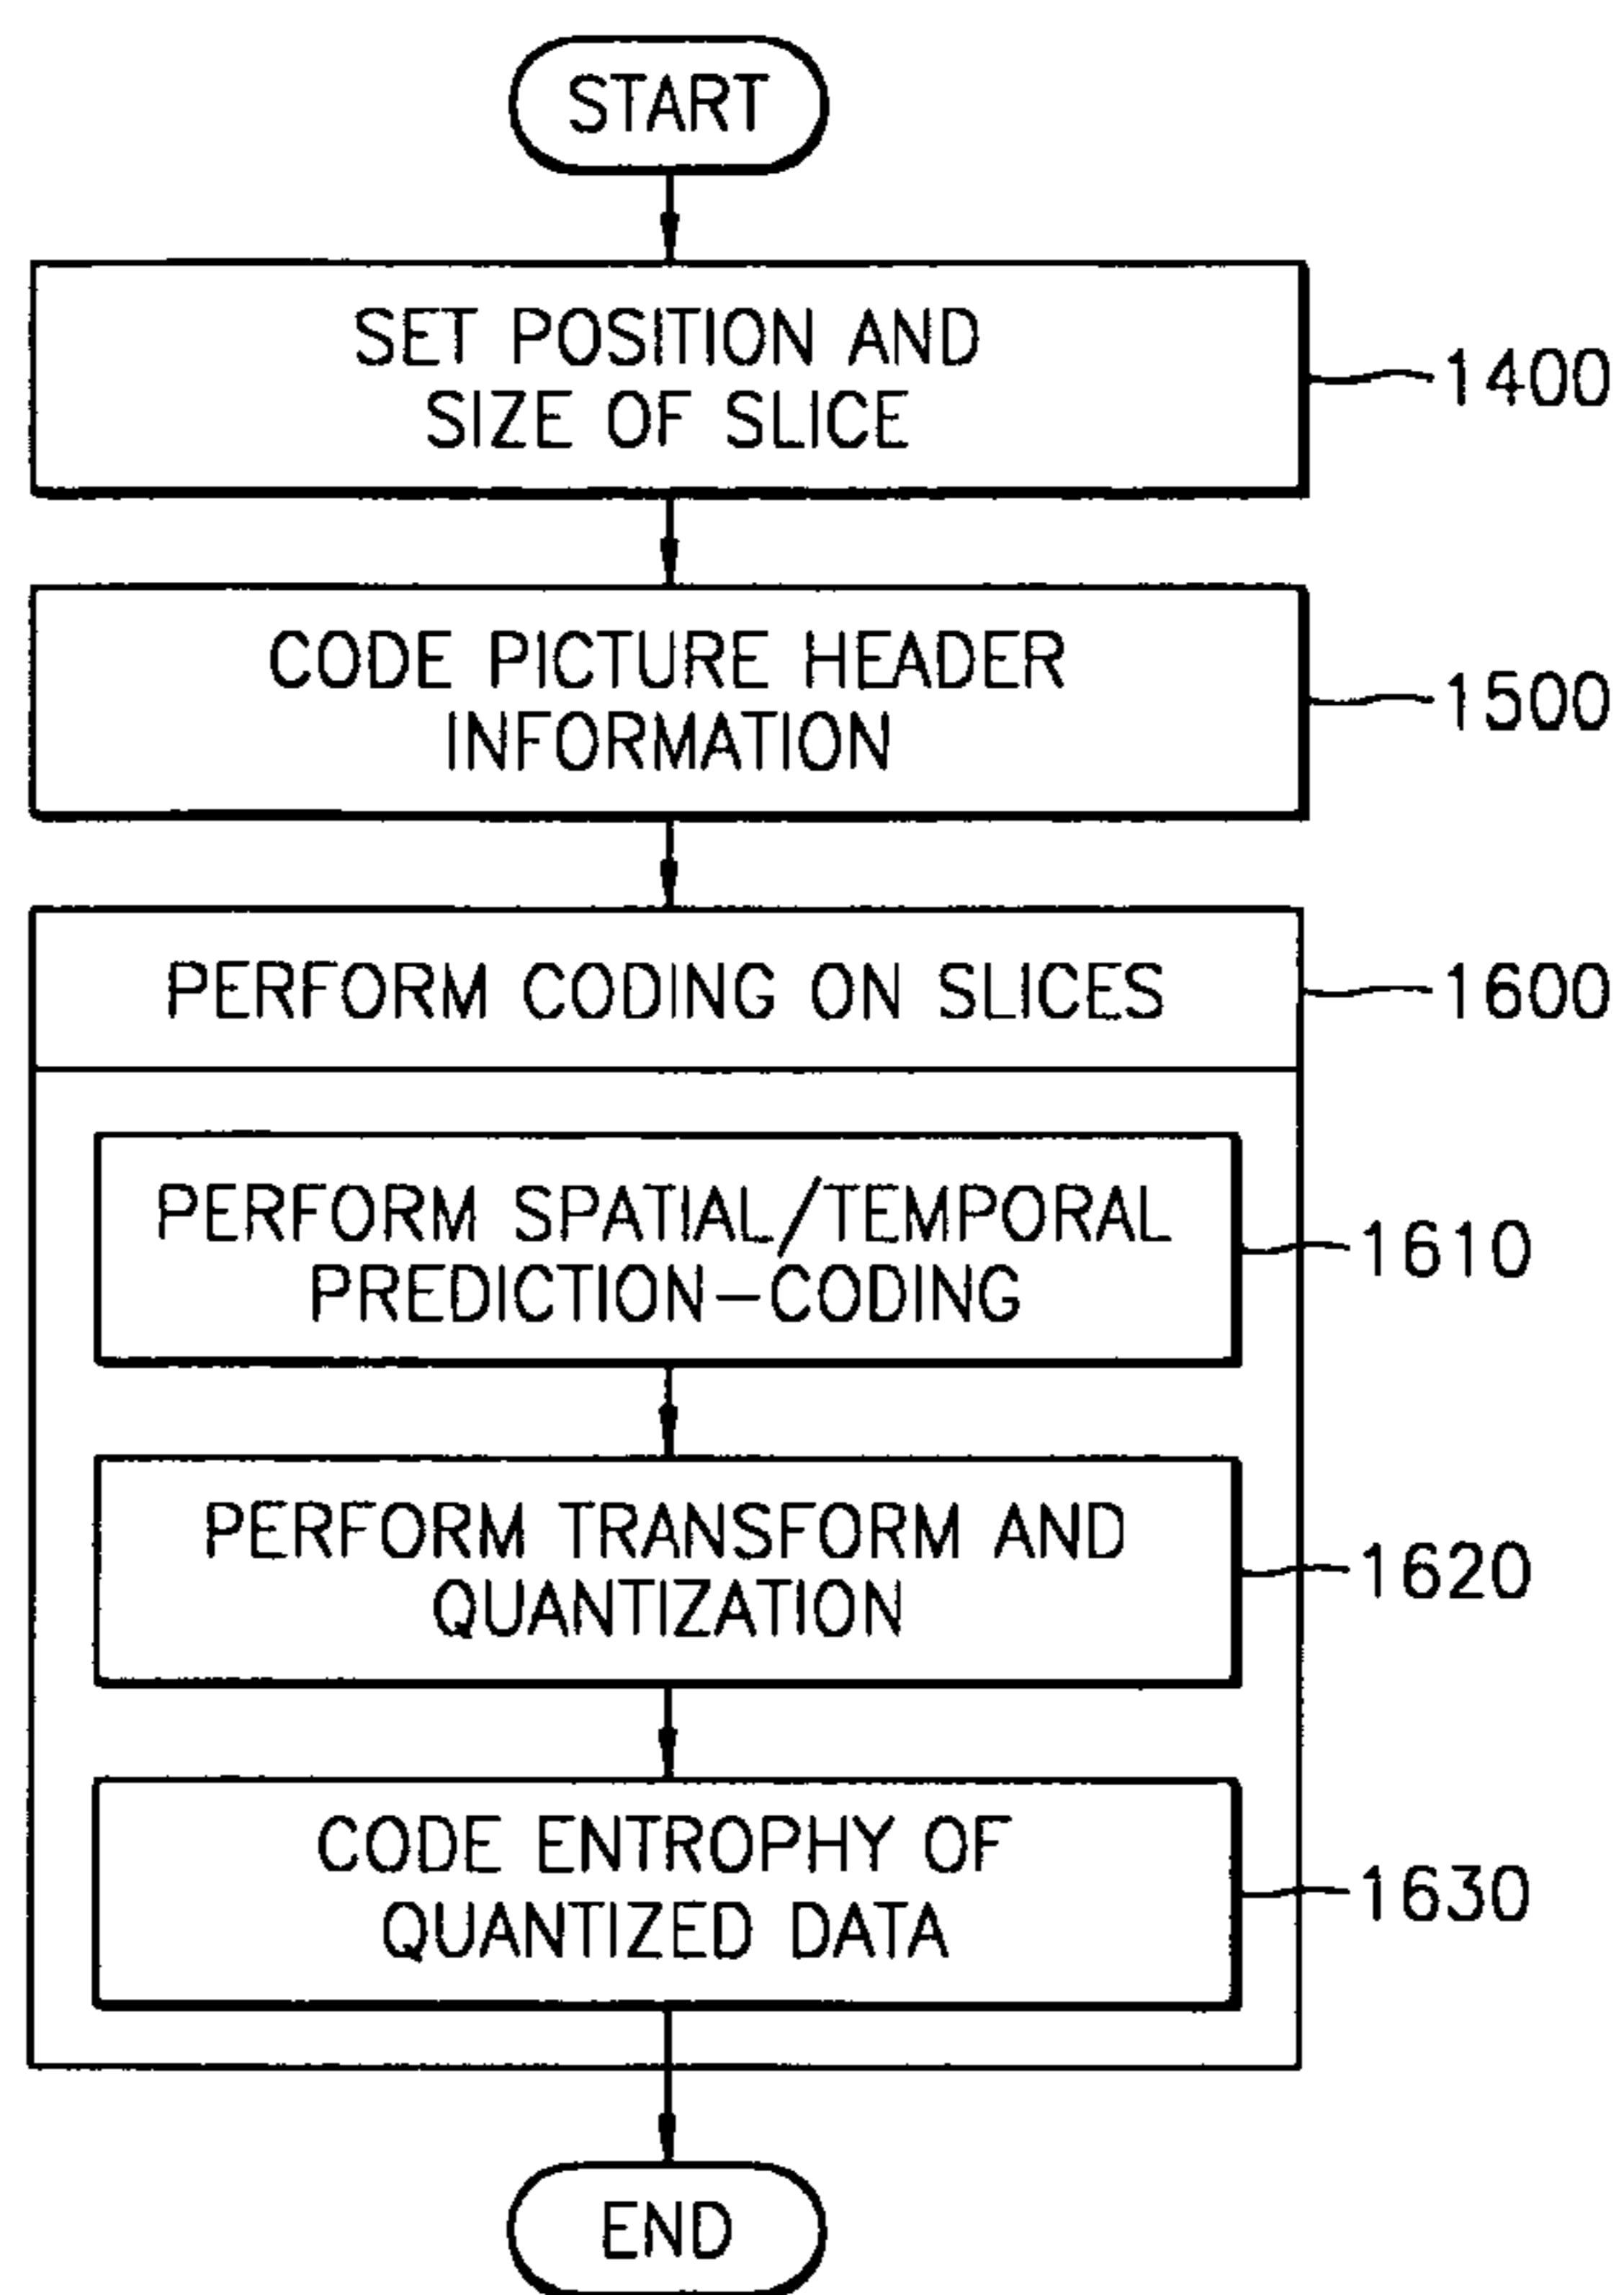 START
SET POSITION AND
SIZE OF SLICE
1400
CODE PICTURE HEADER
INFORMATION
1500
PERFORM CODING ON SLICES
1600
PERFORM SPATIAL/TEMPORAL
PREDICTION-CODING
1610
PERFORM TRANSFORM AND
QUANTIZATION
1620
CODE ENTROPHY OF
QUANTIZED DATA
1630
END